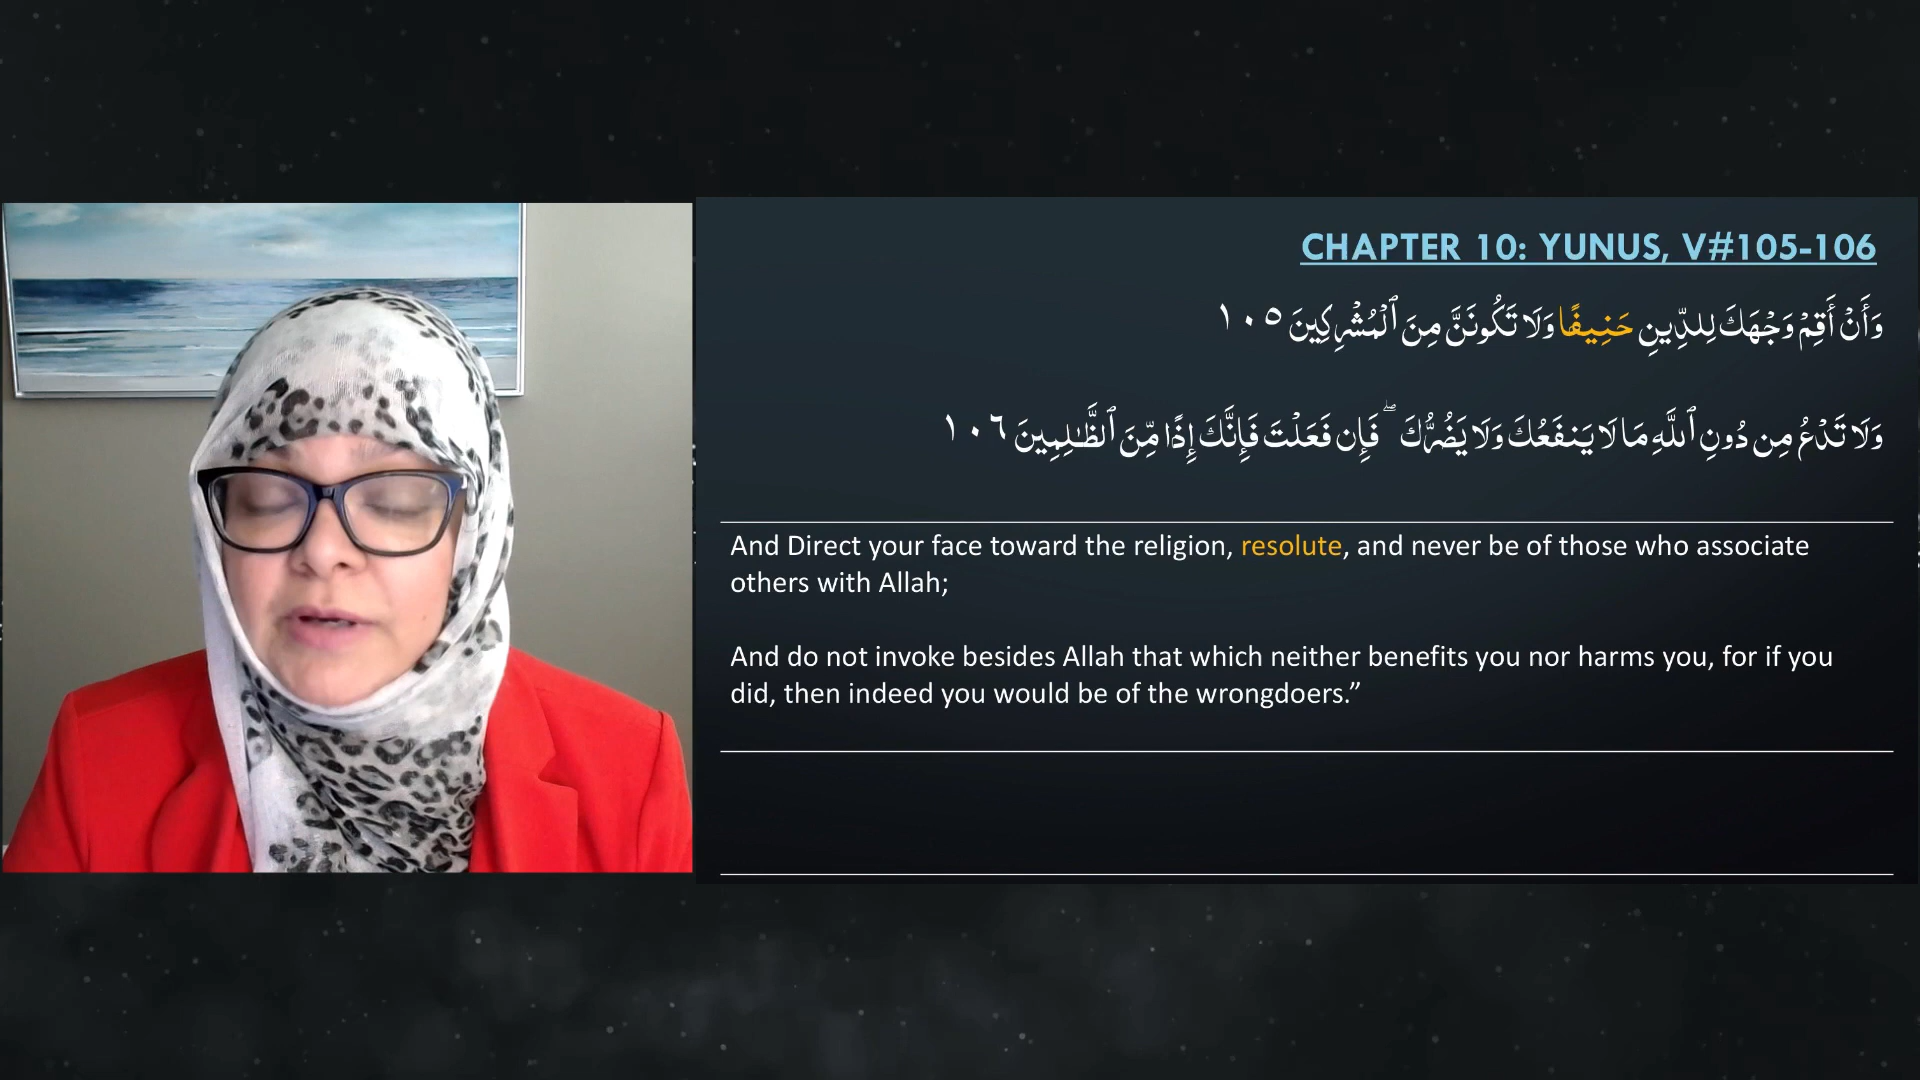 CHAPTER 10: YUNUS, V#105-106
وَأَنْ أَقِمْ وَجْهَكَ لِلدِّينِ حَنِيفًا وَلَا تَكُونَنَّ مِنَ ٱلْمُشْرِكِينَ ١٠٥
وَلَا تَدْعُ مِن دُونِ ٱللَّهِ مَا لَا يَنفَعُكَ وَلَا يَضُرُّكَ ۖ فَإِن فَعَلْتَ فَإِنَّكَ إِذًا مِّنَ ٱلظَّـٰلِمِينَ ١٠٦
And Direct your face toward the religion, resolute, and never be of those who associate
others with Allah;
And do not invoke besides Allah that which neither benefits you nor harms you, for if you
did, then indeed you would be of the wrongdoers.”